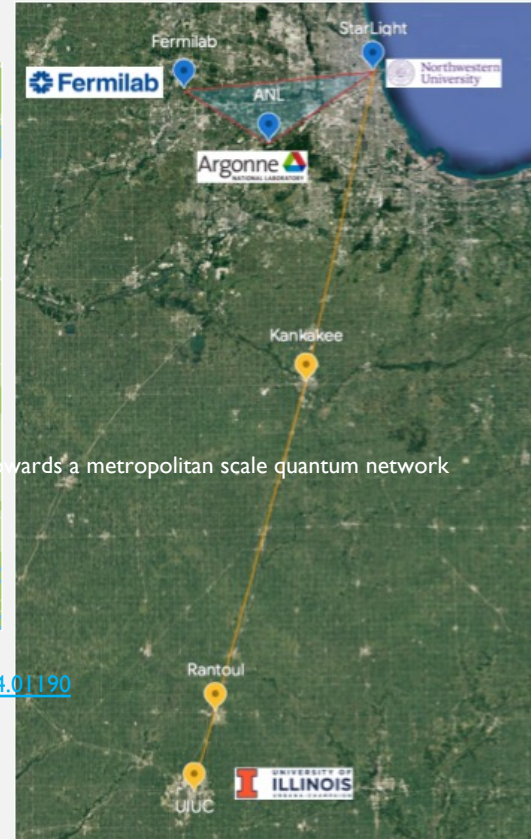 Fermilab
StarLight
Fermilab
Northwestern
University
ANL
Argonne
NATIONAL LABORATORY
Kankakee
wards a metropolitan scale quantum network
4.01190
Rantoul
UNIVERSITY OF
ILLINOIS
URBANA-CHAMPAIGN
UIUC